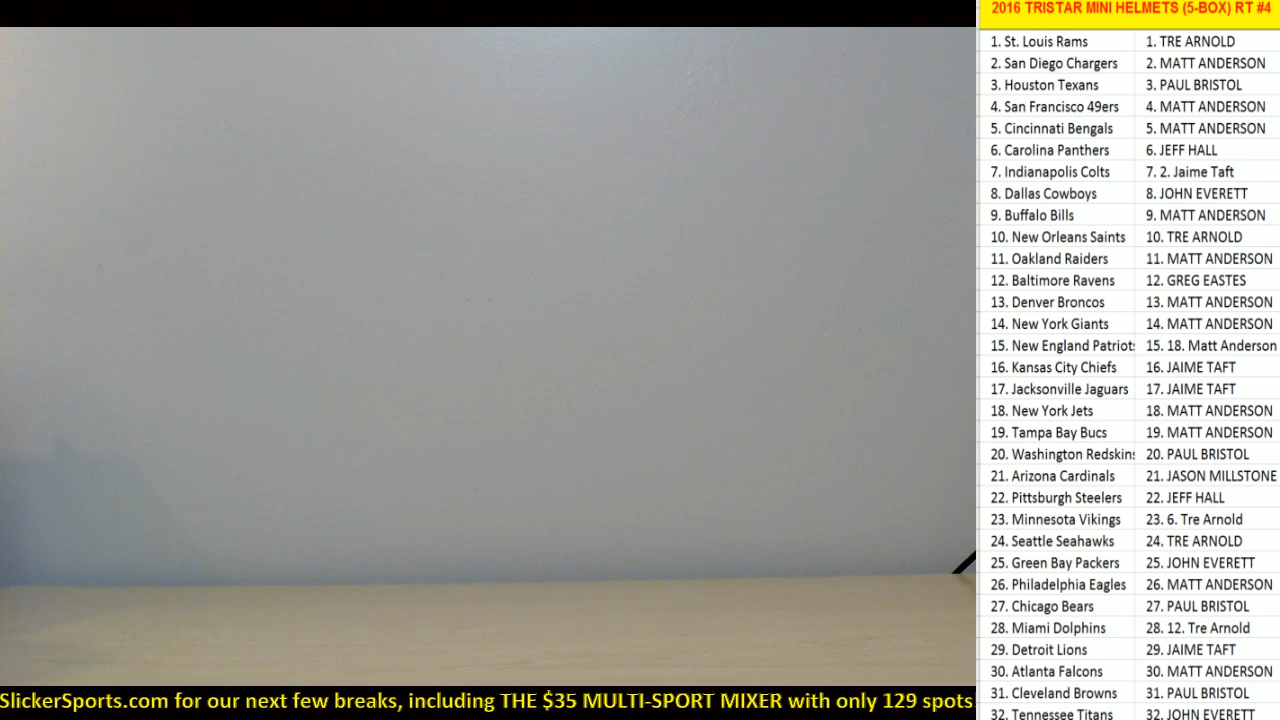 2016 TRISTAR MINI HELMETS (5-BOX) RT #4
1. St. Louis Rams 1. TRE ARNOLD
2. San Diego Chargers 2. MATT ANDERSON
3. Houston Texans 3. PAUL BRISTOL
4. San Francisco 49ers 4. MATT ANDERSON
5. Cincinnati Bengals 5. MATT ANDERSON
6. Carolina Panthers 6. JEFF HALL
7. Indianapolis Colts 7. 2. Jaime Taft
8. Dallas Cowboys 8. JOHN EVERETT
9. Buffalo Bills 9. MATT ANDERSON
10. New Orleans Saints 10. TRE ARNOLD
11. Oakland Raiders 11. MATT ANDERSON
12. Baltimore Ravens 12. GREG EASTES
13. Denver Broncos 13. MATT ANDERSON
14. New York Giants 14. MATT ANDERSON
15. New England Patriots 15. 18. Matt Anderson
16. Kansas City Chiefs 16. JAIME TAFT
17. Jacksonville Jaguars 17. JAIME TAFT
18. New York Jets 18. MATT ANDERSON
19. Tampa Bay Bucs 19. MATT ANDERSON
20. Washington Redskins 20. PAUL BRISTOL
21. Arizona Cardinals 21. JASON MILLSTONE
22. Pittsburgh Steelers 22. JEFF HALL
23. Minnesota Vikings 23. 6. Tre Arnold
24. Seattle Seahawks 24. TRE ARNOLD
25. Green Bay Packers 25. JOHN EVERETT
26. Philadelphia Eagles 26. MATT ANDERSON
27. Chicago Bears 27. PAUL BRISTOL
28. Miami Dolphins 28. 12. Tre Arnold
29. Detroit Lions 29. JAIME TAFT
30. Atlanta Falcons 30. MATT ANDERSON
31. Cleveland Browns 31. PAUL BRISTOL
32. Tennessee Titans 32. JOHN EVERETT
SlickerSports.com for our next few breaks, including THE $35 MULTI-SPORT MIXER with only 129 spots